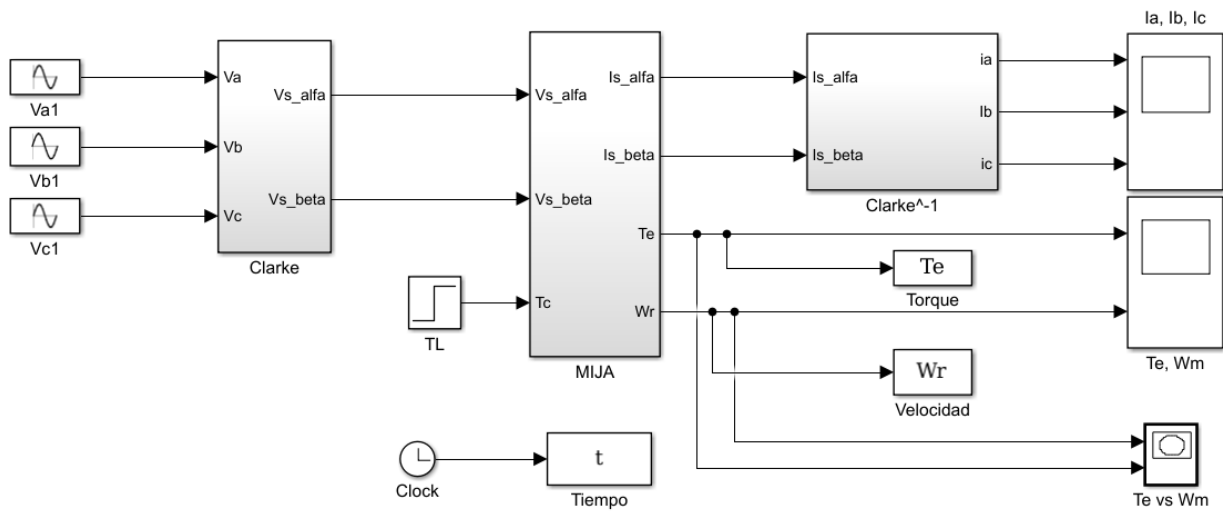 Va1
Vb1
Vc1
Va
Vb
Vc
Vs_alfa
Vs_beta
Clarke
TL
Vs_alfa
Vs_beta
Tc
Is_alfa
Is_beta
Te
Wr
MIJA
Is_alfa
Is_beta
ia
Ib
ic
Clarke^-1
Ia, Ib, Ic
Te
Torque
Wr
Velocidad
Te, Wm
Clock
t
Tiempo
Te vs Wm